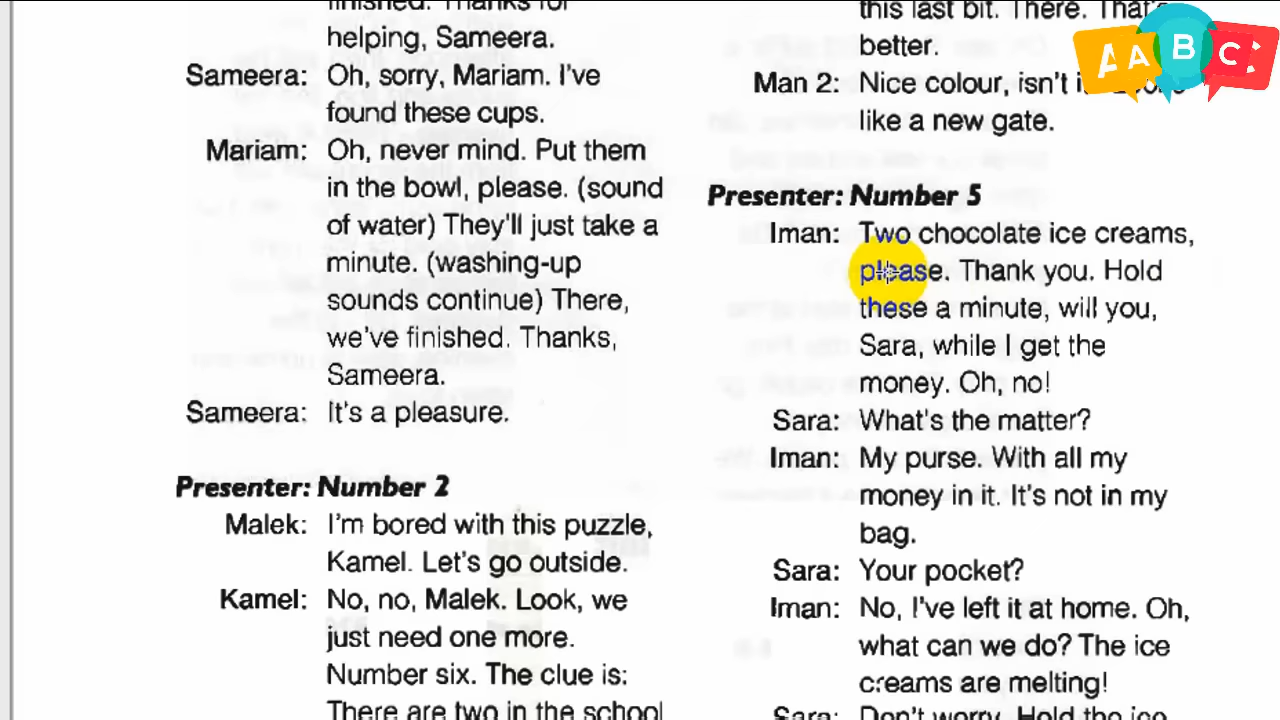 finished. Thanks for
helping, Sameera.
Sameera: Oh, sorry, Mariam. I've
found these cups.
Mariam: Oh, never mind. Put them
in the bowl, please. (sound
of water) They'll just take a
minute. (washing-up
sounds continue) There,
we've finished. Thanks,
Sameera.
Sameera: It's a pleasure.
Presenter: Number 2
Malek: I'm bored with this puzzle,
Kamel. Let's go outside.
Kamel: No, no, Malek. Look, we
just need one more.
Number six. The clue is:
There are two in the school
this last bit. There. That's
better.
Man 2: Nice colour, isn't
like a new gate.
Presenter: Number 5
Iman: Two chocolate ice creams,
please. Thank you. Hold
these a minute, will you,
Sara, while I get the
money. Oh, no!
Sara: What's the matter?
Iman: My purse. With all my
money in it. It's not in my
bag.
Sara: Your pocket?
Iman: No, I've left it at home. Oh,
what can we do? The ice
creams are melting!
Sara: Don't worry. Hold the ice
A A B C